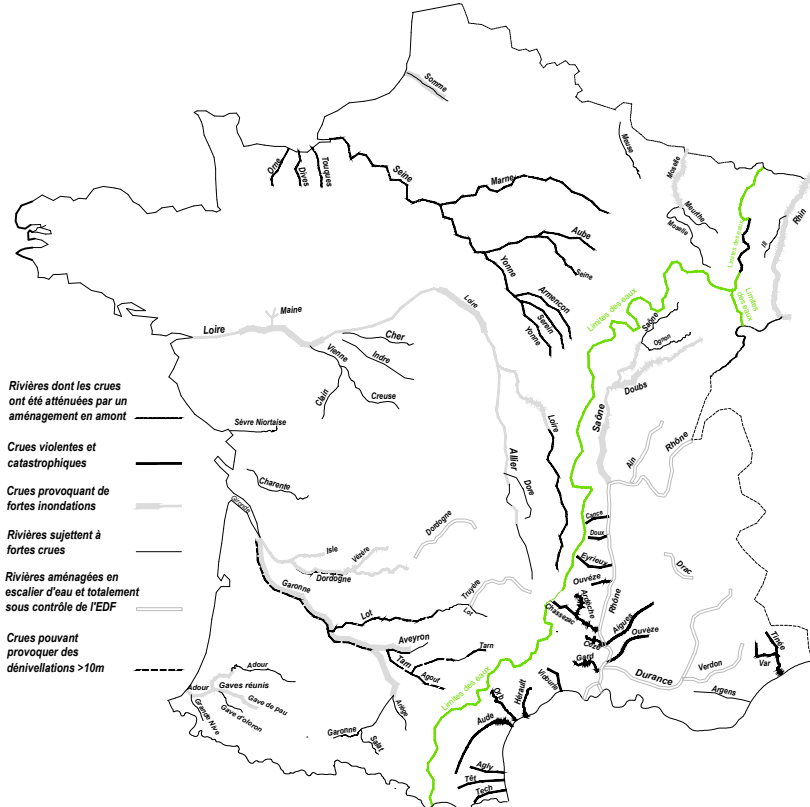 Somme
Orne
Dives
Touques
Seine
Marne
Meuse
Moselle
Meurthe
Moselle
Rhin
Ill
Limites des eaux
Limites
des eaux
Aube
Seine
Yonne
Armencon
Serein
Yonne
Limites des eaux
Saône
Ognon
Doubs
Saône
Loire
Maine
Loire
Cher
Indre
Vienne
Clain
Creuse
Loire
Allier
Dore
Ain
Rhône
Rivières dont les crues
ont été atténuées par un
aménagement en amont
Crues violentes et
catastrophiques
Crues provoquant de
fortes inondations
Rivières sujettent à
fortes crues
Rivières aménagées en
escalier d'eau et totalement
sous contrôle de l'EDF
Crues pouvant
provoquer des
dénivellations >10m
Sèvre Niortaise
Charente
Gironde
Isle
Vézère
Dordogne
Dordogne
Garonne
Lot
Truyère
Lot
Aveyron
Tarn
Tarn
Agout
Cance
Doux
Eyrieux
Ouvèze
Ardèche
Chassezac
Rhône
Drac
Cèze
Aigues
Ouvèze
Gard
Vidourle
Durance
Verdon
Argens
Tinée
Var
Adour
Adour
Gaves réunis
Gave de pau
Gave d'oloron
Grande Nive
Garonne
Salat
Ariège
Limites des eaux
Orb
Hérault
Aude
Agly
Têt
Tech